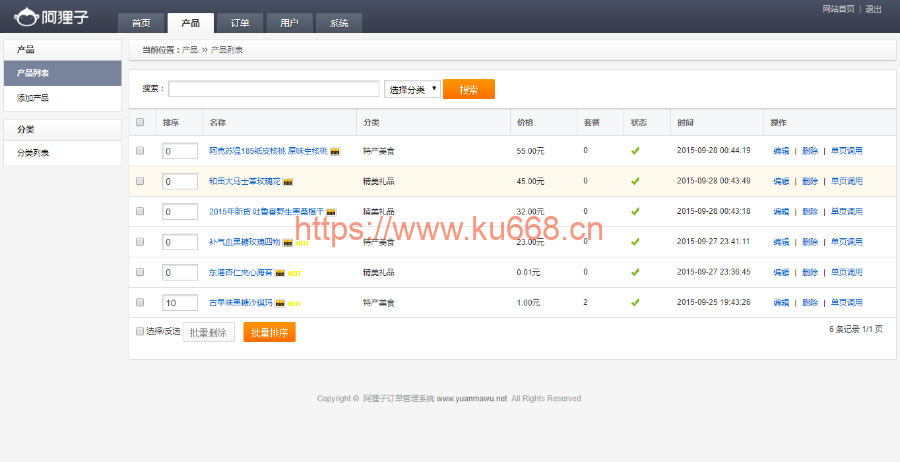 阿狸子
首页 产品 订单 用户 系统
网站首页 | 退出
产品
产品列表
添加产品
分类
分类列表
当前位置：产品 » 产品列表
搜索： 选择分类 搜索
排序 名称 分类 价格 套餐 状态 时间 操作
0 阿克苏温185纸皮核桃 原味生核桃 特产美食 55.00元 0 2015-09-28 00:44:19 编辑 | 删除 | 单页调用
0 和田大马士革玫瑰花 精美礼品 45.00元 0 2015-09-28 00:43:49 编辑 | 删除 | 单页调用
0 2015年新货 吐鲁番野生黑桑椹干 精美礼品 32.00元 0 2015-09-28 00:43:18 编辑 | 删除 | 单页调用
0 补气血黑糖玫瑰四物 HOT 特产美食 23.00元 0 2015-09-27 23:41:11 编辑 | 删除 | 单页调用
0 东港杏仁夹心海苔 HOT 精美礼品 0.01元 0 2015-09-27 23:36:45 编辑 | 删除 | 单页调用
10 古早味黑糖沙琪玛 HOT 特产美食 1.00元 2 2015-09-25 19:43:26 编辑 | 删除 | 单页调用
选择/反选 批量删除 批量排序
6 条记录 1/1 页
https://www.ku668.cn
Copyright © 阿狸子订单管理系统 www.yuanmawu.net All Rights Reserved.